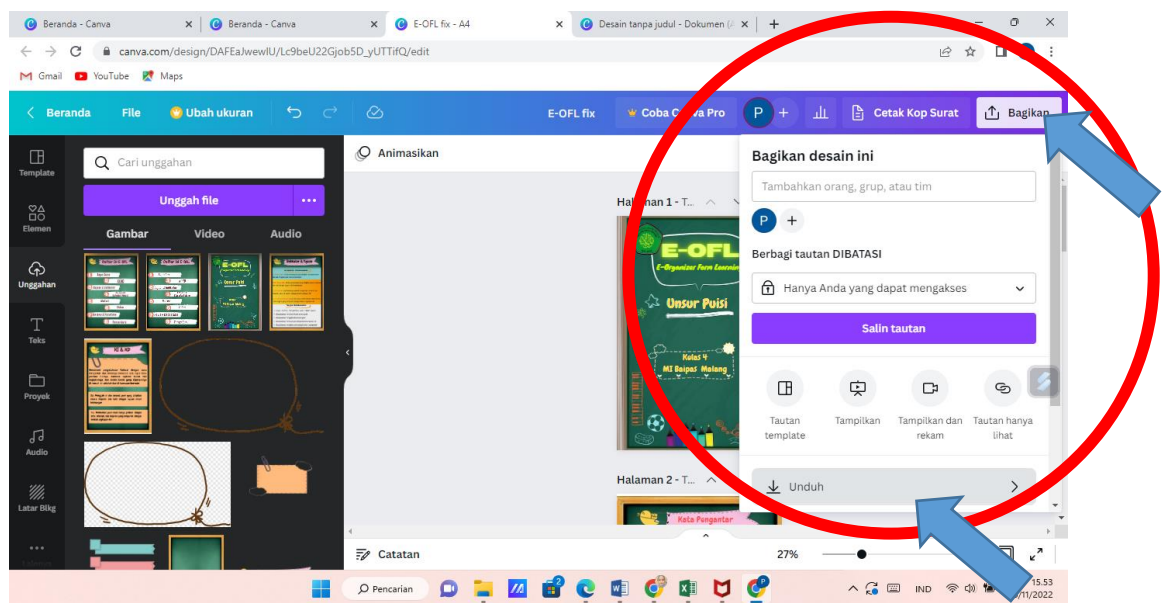 Beranda - Canva
Beranda - Canva
E-OFL fix - A4
Desain tanpa judul - Dokumen (A
canva.com/design/DAFEaJwewlU/Lc9beU22Gjob5D_yUTTifQ/edit
Gmail
YouTube
Maps
Beranda
File
Ubah ukuran
E-OFL fix
Coba Canva Pro
P
Cetak Kop Surat
Bagikan
Template
Elemen
Unggahan
Teks
Proyek
Audio
Latar Blkg
Cari unggahan
Unggah file
Gambar
Video
Audio
KI & KD
Animasikan
Halaman 1 - T...
E-OFL
Unsur Puisi
Kelas 4
MI Baipas Malang
Halaman 2 - T...
Kata Pengantar
Bagikan desain ini
Tambahkan orang, grup, atau tim
P
Berbagi tautan DIBATASI
Hanya Anda yang dapat mengakses
Salin tautan
Tautan template
Tampilkan
Tampilkan dan rekam
Tautan hanya lihat
Unduh
Catatan
27%
Pencarian
IND
15.53
/11/2022